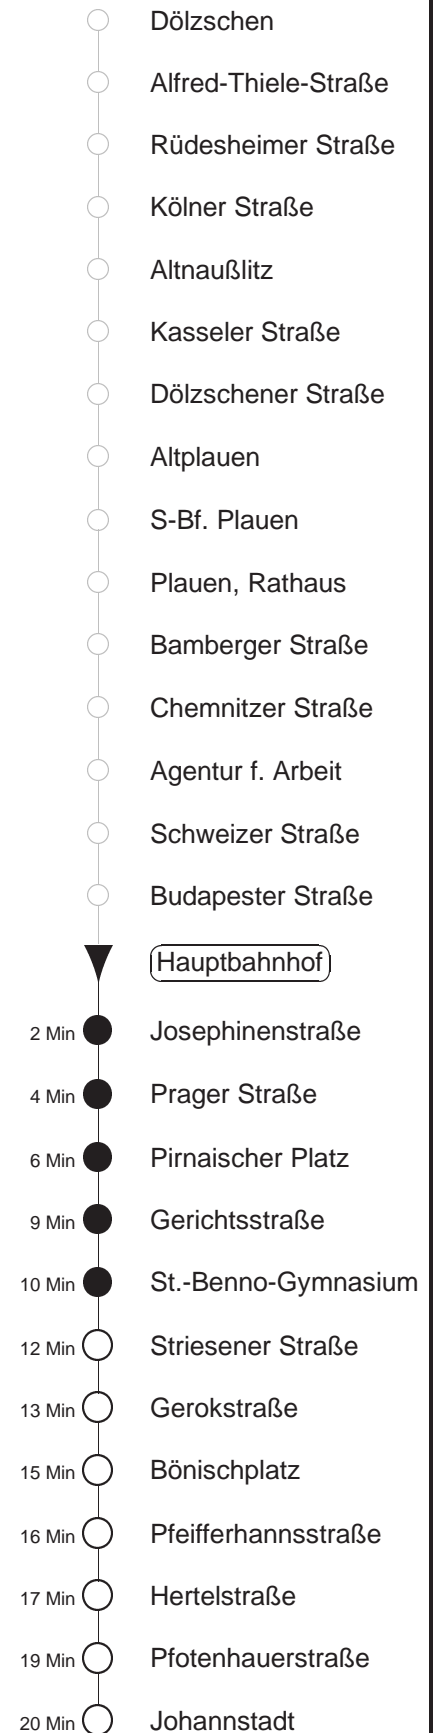 Dölzschen
Alfred-Thiele-Straße
Rüdesheimer Straße
Kölner Straße
Altnaußlitz
Kasseler Straße
Dölzschener Straße
Altplauen
S-Bf. Plauen
Plauen, Rathaus
Bamberger Straße
Chemnitzer Straße
Agentur f. Arbeit
Schweizer Straße
Budapester Straße
Hauptbahnhof
2 Min Josephinenstraße
4 Min Prager Straße
6 Min Pirnaischer Platz
9 Min Gerichtsstraße
10 Min St.-Benno-Gymnasium
12 Min Striesener Straße
13 Min Gerokstraße
15 Min Bönischplatz
16 Min Pfeifferhannsstraße
17 Min Hertelstraße
19 Min Pfotenhauerstraße
20 Min Johannstadt